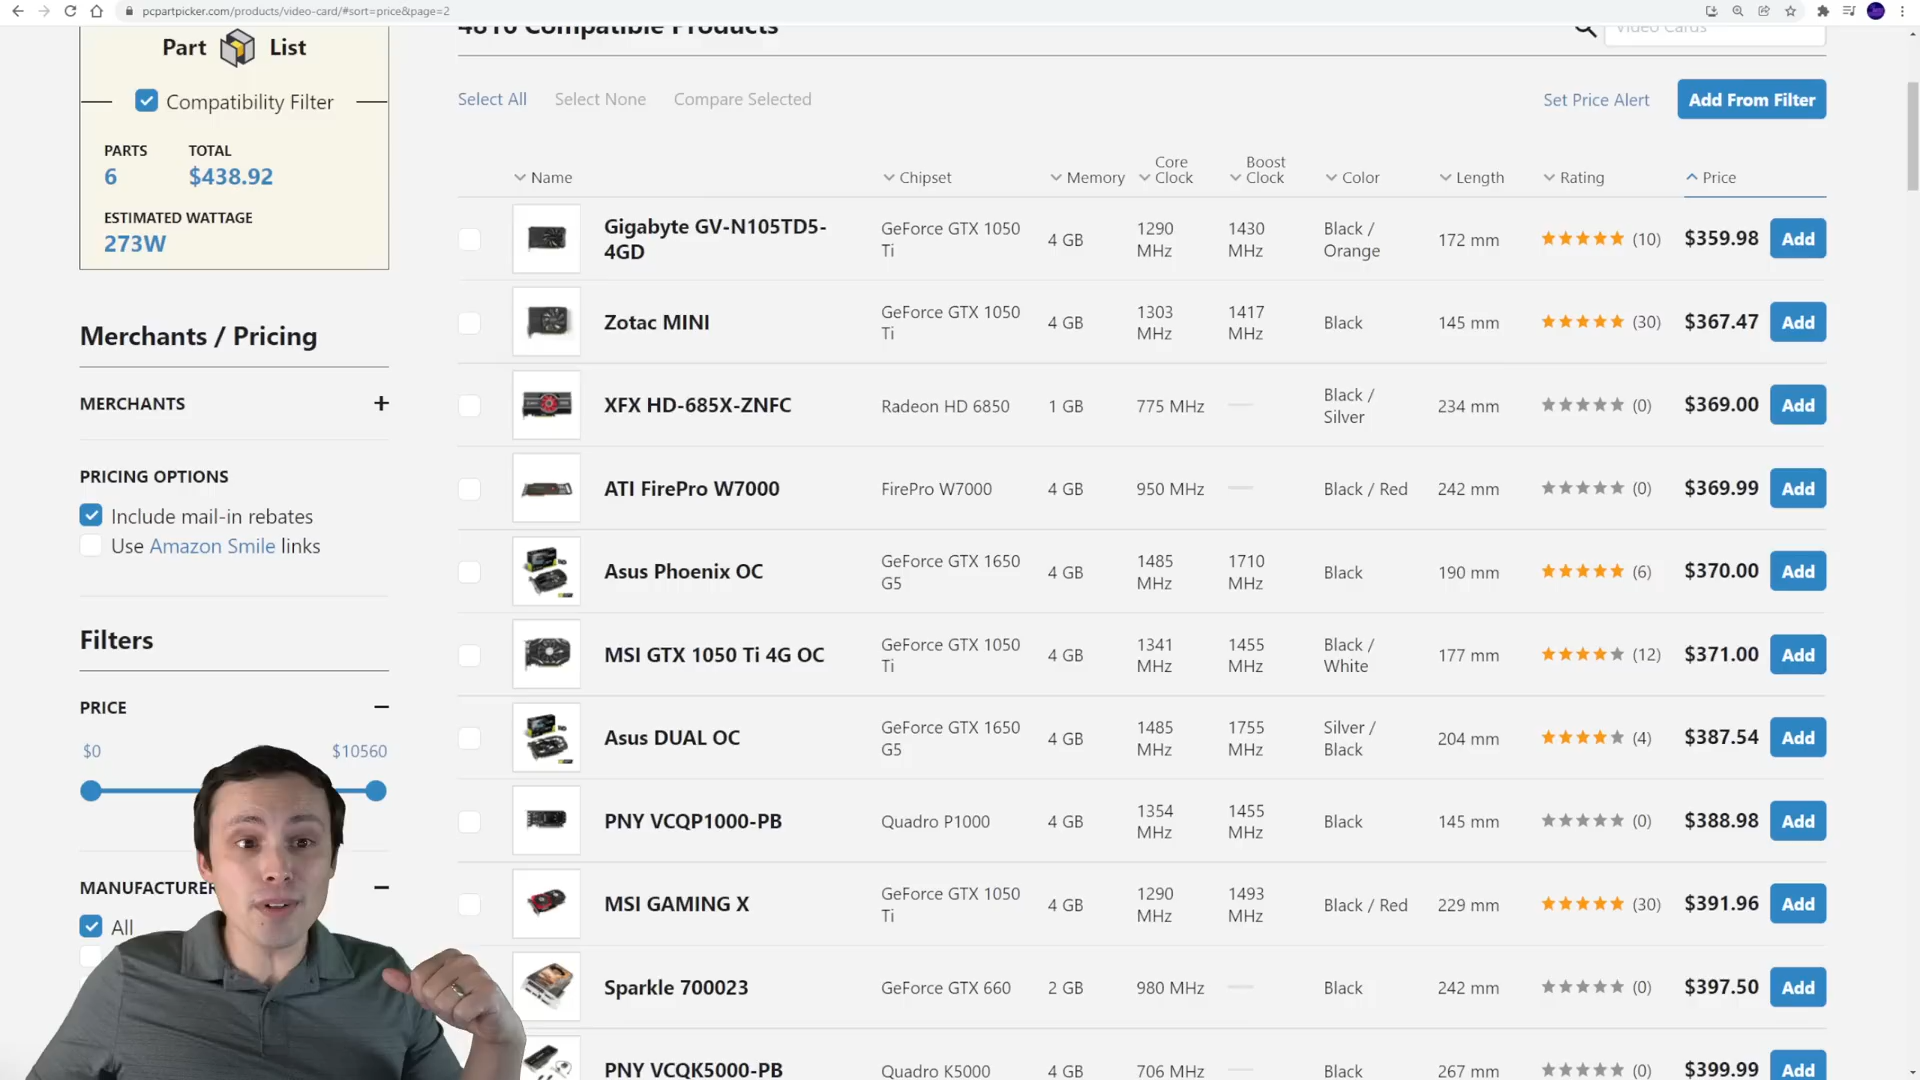 pcpartpicker.com/products/video-card/#sort=price&page=2
Part List
Compatibility Filter
PARTS TOTAL
6 $438.92
ESTIMATED WATTAGE
273W
Merchants / Pricing
MERCHANTS
PRICING OPTIONS
Include mail-in rebates
Use Amazon Smile links
Filters
PRICE
$0 $10560
MANUFACTURER
All
4810 Compatible Products
Video Cards
Select All Select None Compare Selected Set Price Alert Add From Filter
Name Chipset Memory Core Clock Boost Clock Color Length Rating Price
Gigabyte GV-N105TD5-4GD GeForce GTX 1050 Ti 4 GB 1290 MHz 1430 MHz Black / Orange 172 mm (10) $359.98 Add
Zotac MINI GeForce GTX 1050 Ti 4 GB 1303 MHz 1417 MHz Black 145 mm (30) $367.47 Add
XFX HD-685X-ZNFC Radeon HD 6850 1 GB 775 MHz Black / Silver 234 mm (0) $369.00 Add
ATI FirePro W7000 FirePro W7000 4 GB 950 MHz Black / Red 242 mm (0) $369.99 Add
Asus Phoenix OC GeForce GTX 1650 G5 4 GB 1485 MHz 1710 MHz Black 190 mm (6) $370.00 Add
MSI GTX 1050 Ti 4G OC GeForce GTX 1050 Ti 4 GB 1341 MHz 1455 MHz Black / White 177 mm (12) $371.00 Add
Asus DUAL OC GeForce GTX 1650 G5 4 GB 1485 MHz 1755 MHz Silver / Black 204 mm (4) $387.54 Add
PNY VCQP1000-PB Quadro P1000 4 GB 1354 MHz 1455 MHz Black 145 mm (0) $388.98 Add
MSI GAMING X GeForce GTX 1050 Ti 4 GB 1290 MHz 1493 MHz Black / Red 229 mm (30) $391.96 Add
Sparkle 700023 GeForce GTX 660 2 GB 980 MHz Black 242 mm (0) $397.50 Add
PNY VCQK5000-PB Quadro K5000 4 GB 706 MHz Black 267 mm (0) $399.99 Add